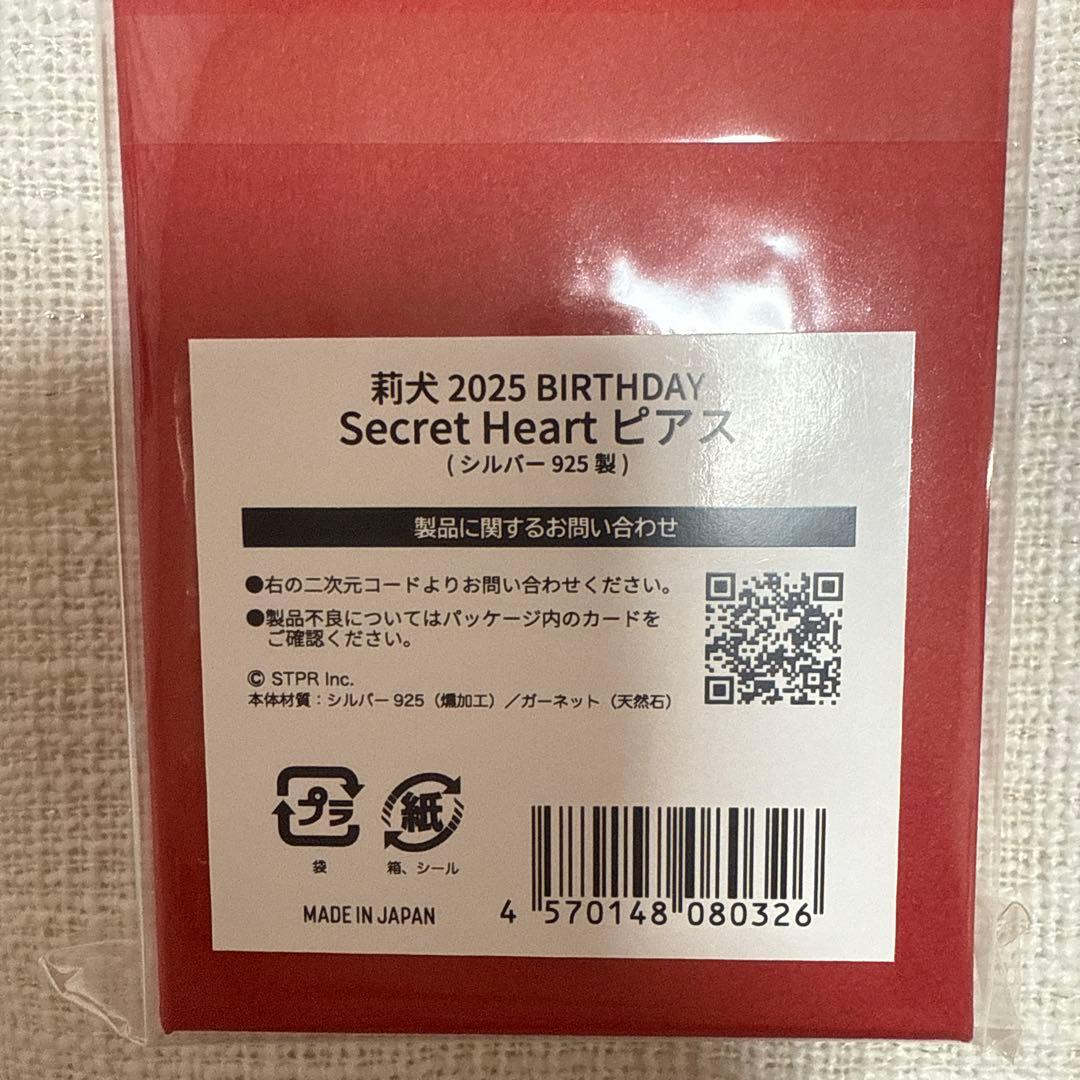 莉犬 2025 BIRTHDAY
Secret Heart ピアス
( シルバー 925 製 )
製品に関するお問い合わせ
●右の二次元コードよりお問い合わせください。
●製品不良についてはパッケージ内のカードを
ご確認ください。
© STPR Inc.
本体材質：シルバー 925（燻加工）／ガーネット（天然石）
プラ
紙
袋
箱、シール
MADE IN JAPAN
4 570148 080326